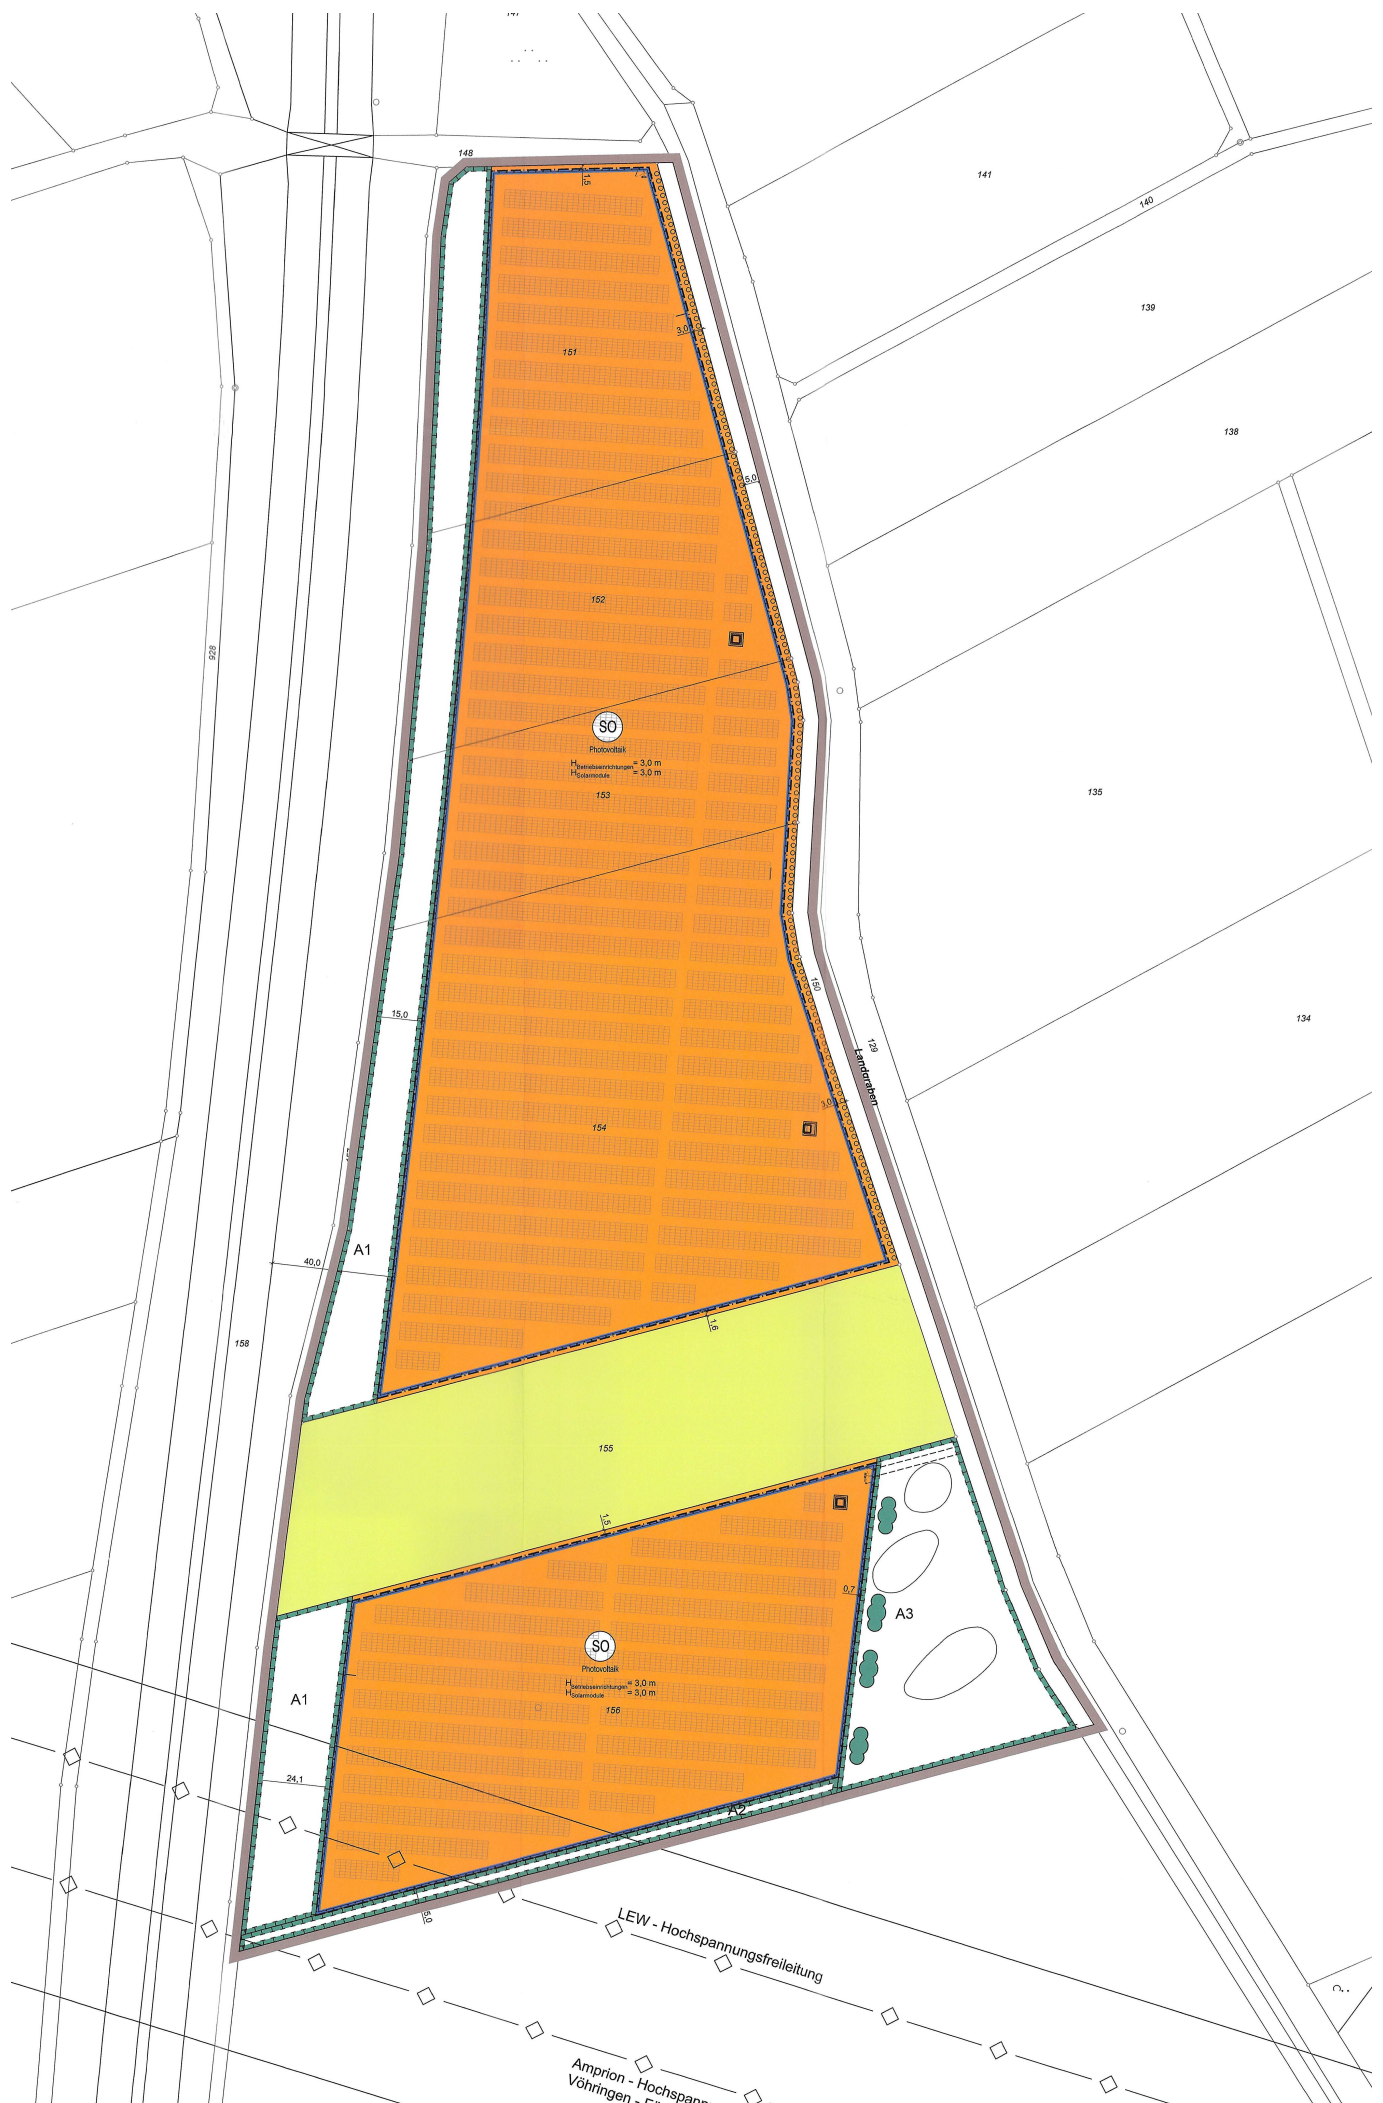 148
141
140
1,5
139
3,0
151
138
5,0
152
928
SO
Photovoltaik
H Betriebseinrichtungen = 3,0 m
H Solarmodule = 3,0 m
153
135
150
15,0
134
129
Landgraben
3,0
154
A1
40,0
1,6
158
155
1,5
0,7
A3
SO
Photovoltaik
H Betriebseinrichtungen = 3,0 m
H Solarmodule = 3,0 m
A1
156
24,1
A2
5,0
LEW - Hochspannungsfreileitung
Amprion - Hochspann
Vöhringen -